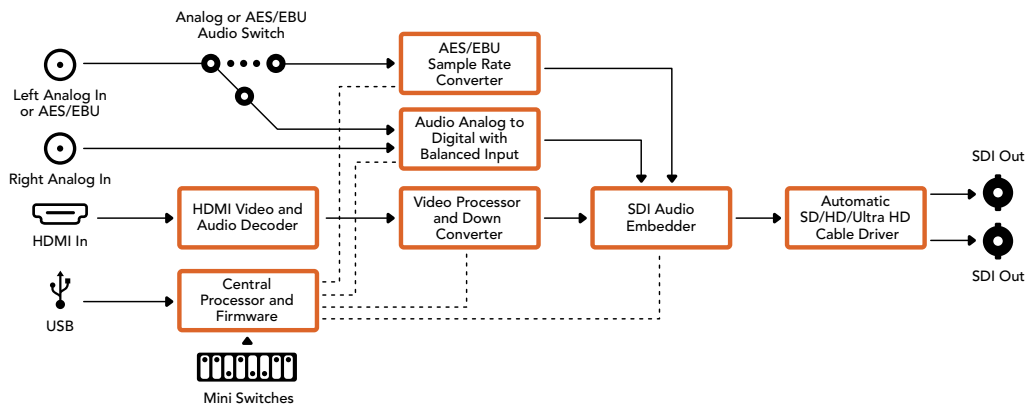 Analog or AES/EBU
Audio Switch
Left Analog In
or AES/EBU
Right Analog In
HDMI In
USB
AES/EBU
Sample Rate
Converter
Audio Analog to
Digital with
Balanced Input
HDMI Video and
Audio Decoder
Video Processor
and Down
Converter
SDI Audio
Embedder
Automatic
SD/HD/Ultra HD
Cable Driver
SDI Out
SDI Out
Central
Processor and
Firmware
Mini Switches